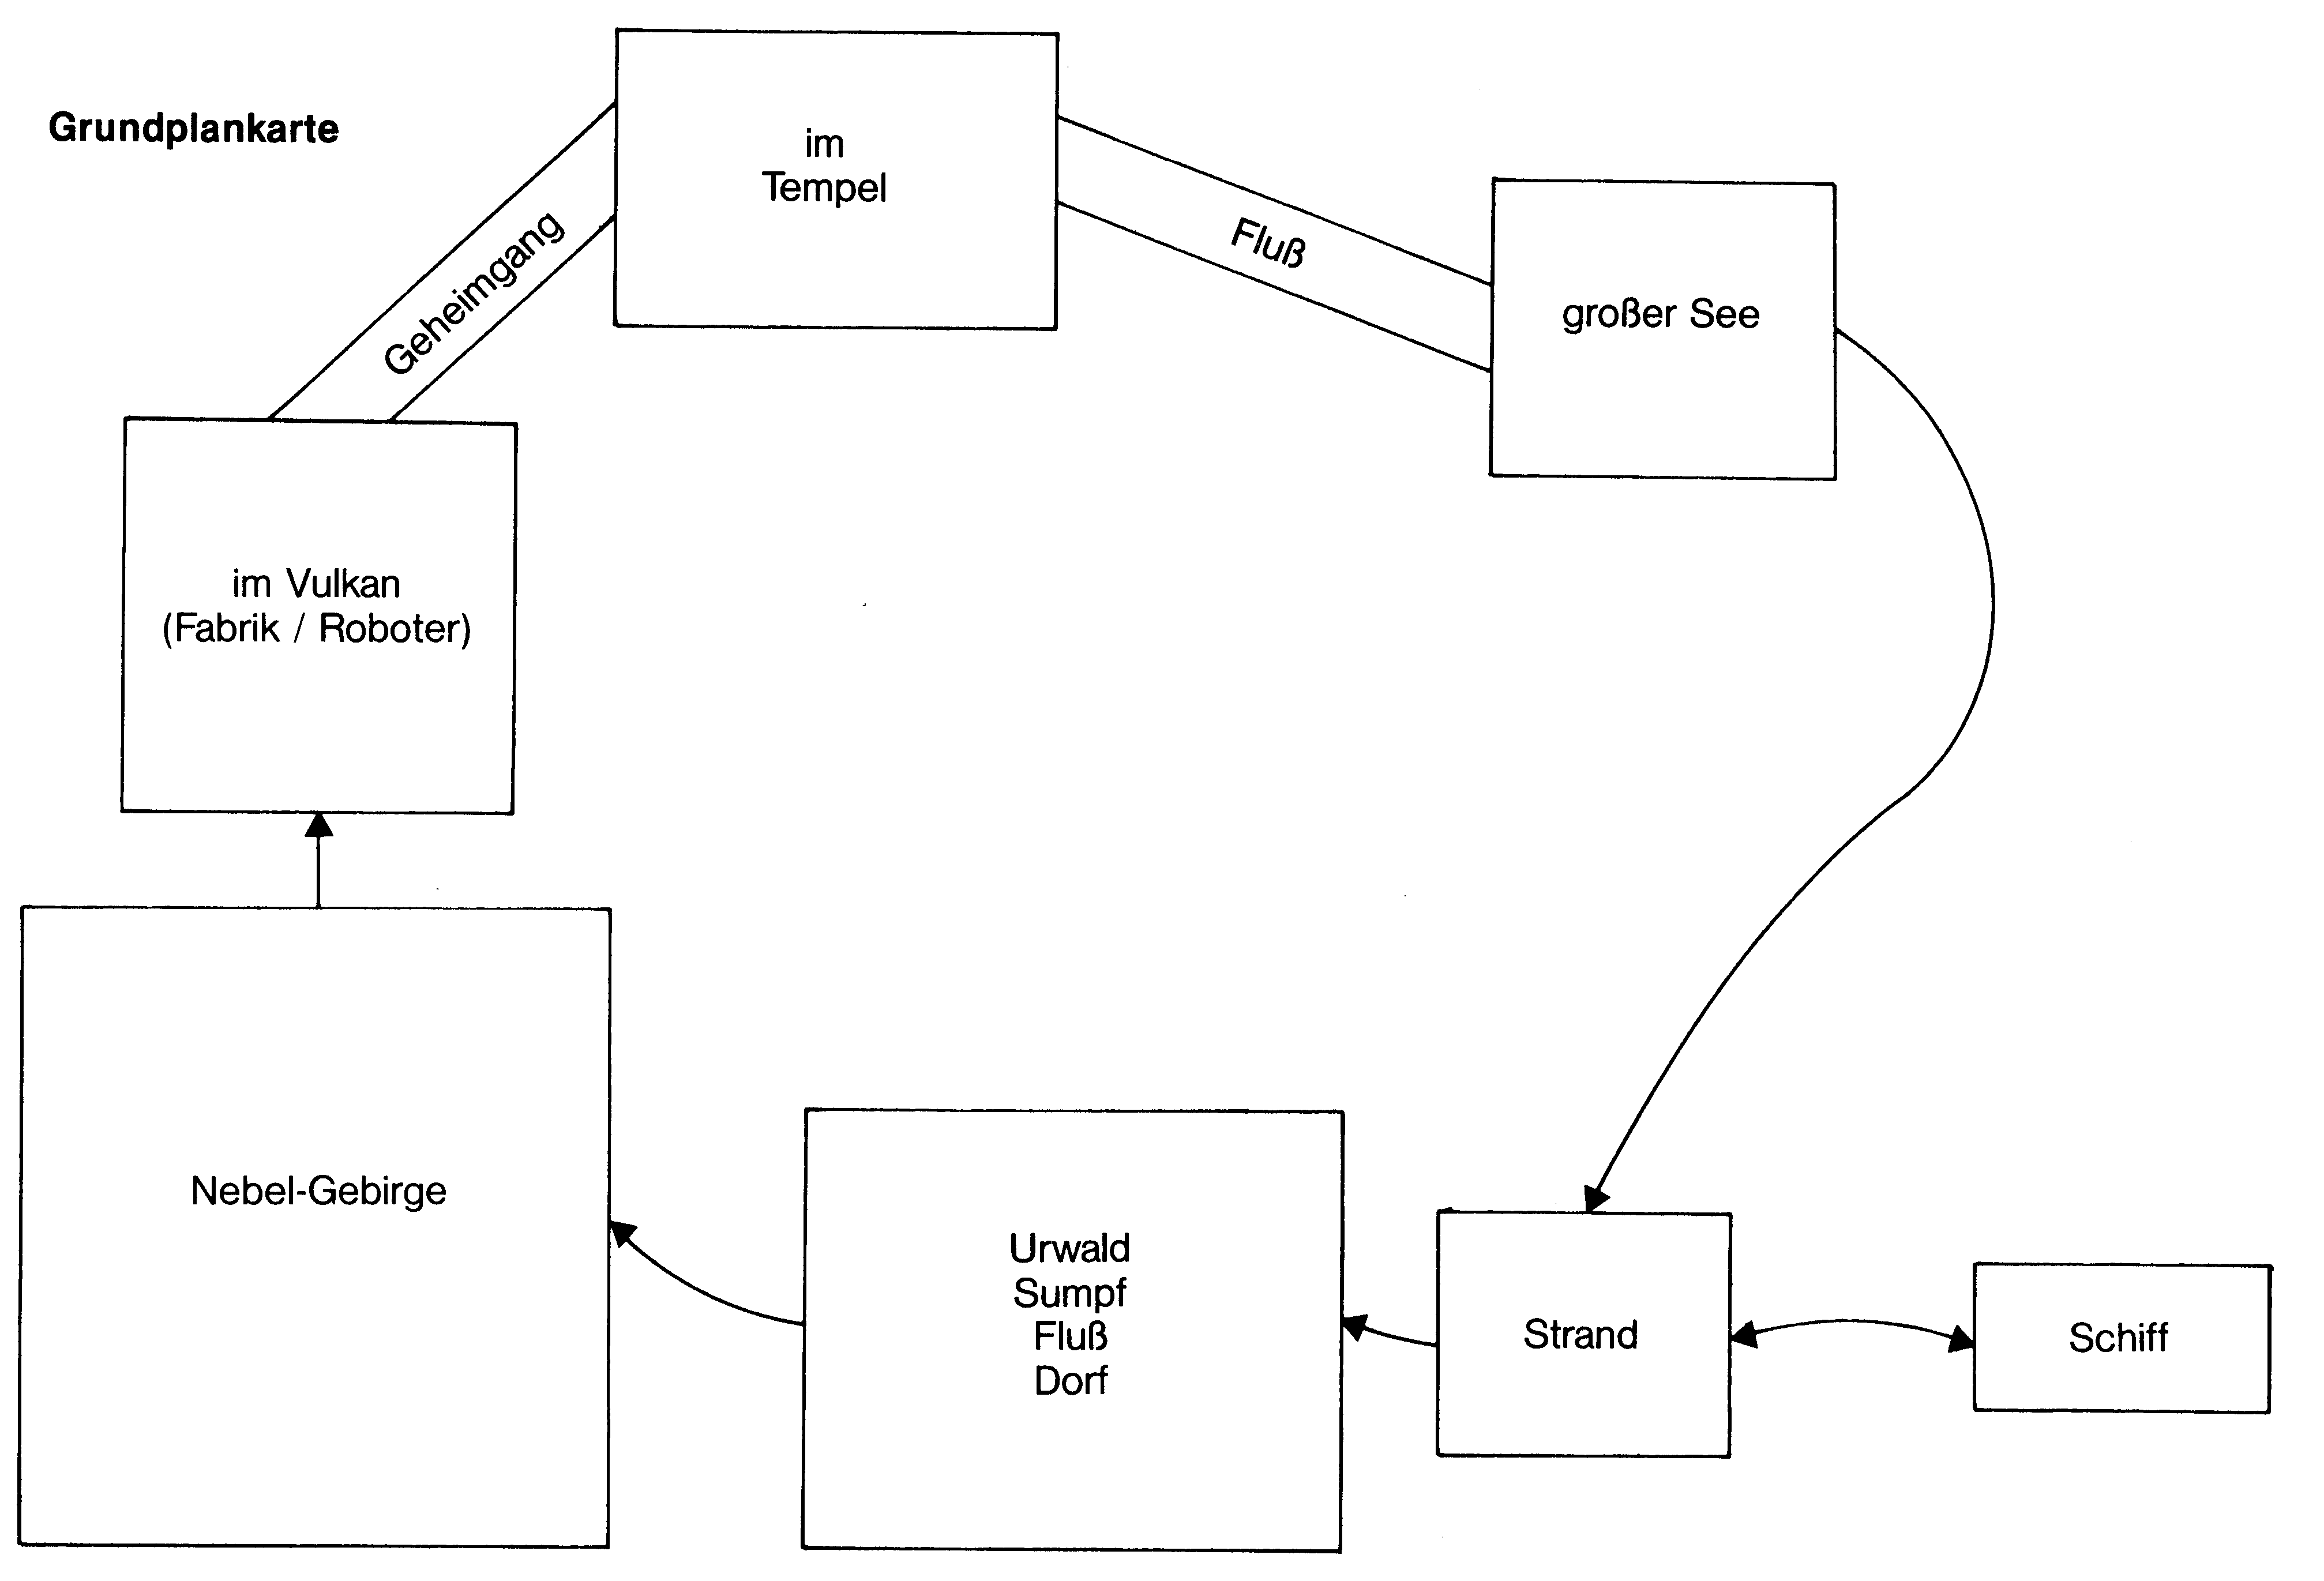 Grundplankarte
im
Tempel
Geheimgang
Fluß
großer See
im Vulkan
(Fabrik / Roboter)
Nebel-Gebirge
Urwald
Sumpf
Fluß
Dorf
Strand
Schiff